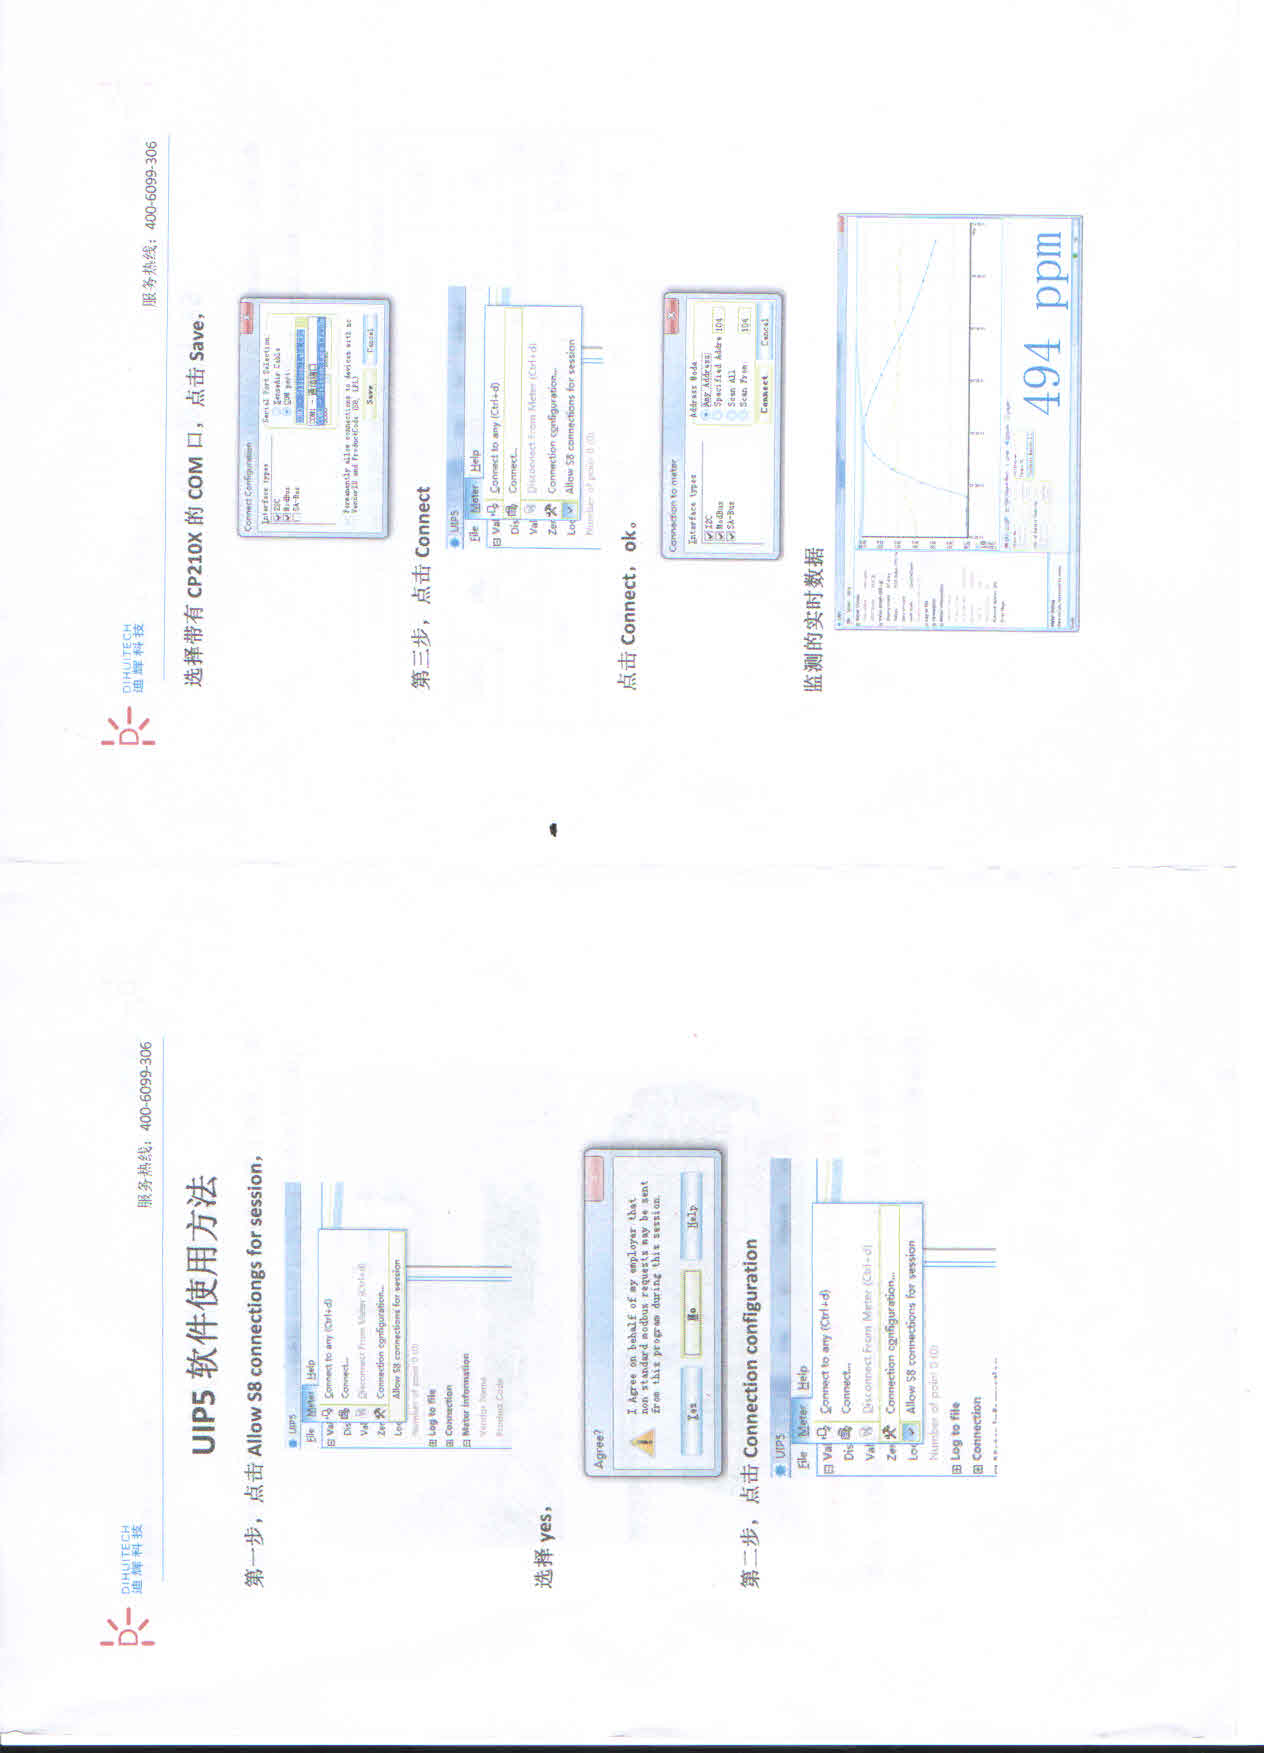 DIHUITECH
迪辉科技
服务热线：400-6099-306
UIP5 软件使用方法
第一步，点击 Allow S8 connectiongs for session，
UIP5
File Meter Help
Val
Connect to any (Ctrl+d)
Dis
Connect...
Val
Disconnect From Meter (Ctrl+d)
Zer
Connection configuration...
Loc
Allow S8 connections for session
Number of point 0 (0)
Log to file
Connection
Meter information
Vendor Name
Product Code
选择 yes，
Agree?
I Agree on behalf of my employer that
non standard modbus requests may be sent
from this program during this session.
Yes No Help
第二步，点击 Connection configuration
UIP5
File Meter Help
Val
Connect to any (Ctrl+d)
Dis
Connect...
Val
Disconnect From Meter (Ctrl+d)
Zer
Connection configuration...
Loc
Allow S8 connections for session
Number of point 0 (0)
Log to file
Connection
Meter information
DIHUITECH
迪辉科技
服务热线：400-6099-306
选择带有 CP210X 的 COM 口，点击 Save，
Connect Configuration
Interface types
I2C
ModBus
SA-Bus
Serial Port Selection
SenseAir Cable
COM port:
COM1 - 通信端口
Permanently allow connections to devices with no
VendorID and ProductCode (S8, LPL)
Save Cancel
第三步，点击 Connect
UIP5
File Meter Help
Val
Connect to any (Ctrl+d)
Dis
Connect...
Val
Disconnect From Meter (Ctrl+d)
Zer
Connection configuration...
Loc
Allow S8 connections for session
Number of point 0 (0)
点击 Connect，ok。
Connection to meter
Interface types
I2C
ModBus
SA-Bus
Address Mode
Any Address
Specified Addre 104
Scan All
Scan From: 104
Connect Cancel
监测的实时数据
494 ppm